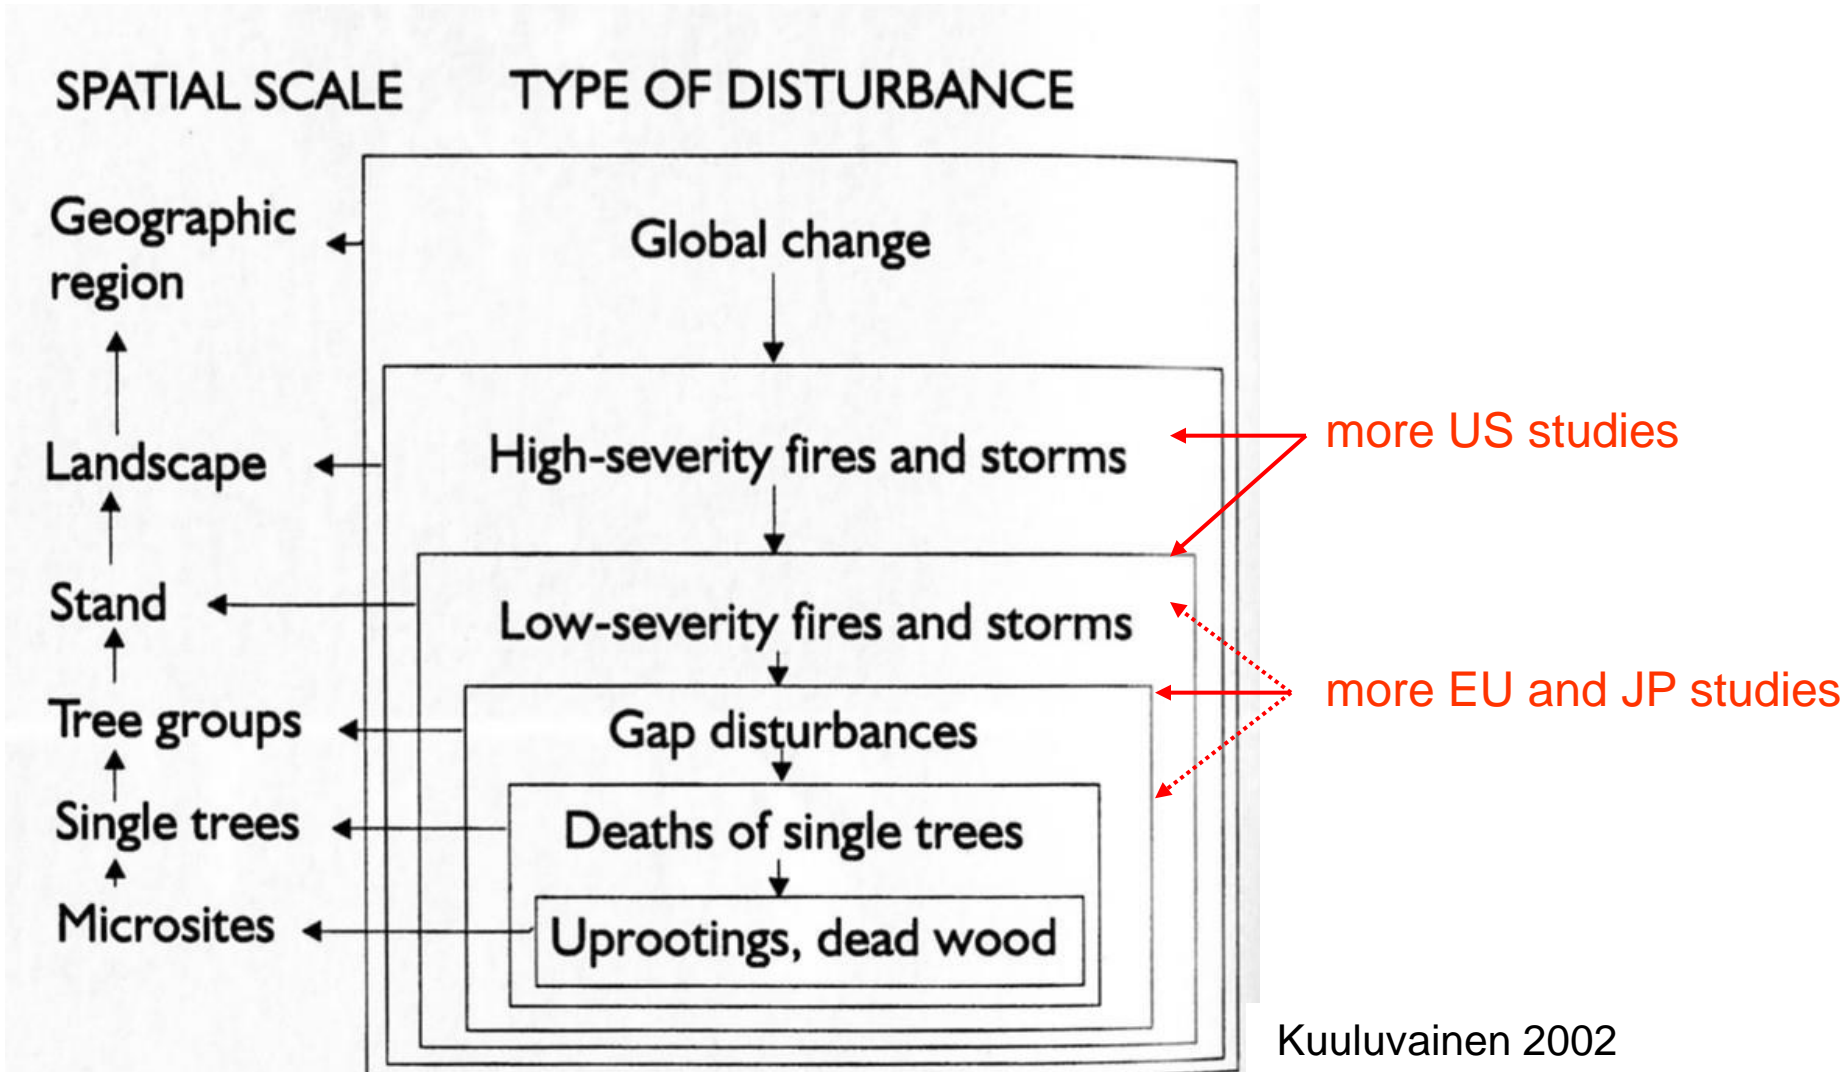 SPATIAL SCALE TYPE OF DISTURBANCE
Geographic
region
Global change
Landscape
High-severity fires and storms
more US studies
Stand
Low-severity fires and storms
Tree groups
Gap disturbances
more EU and JP studies
Single trees
Deaths of single trees
Microsites
Uprootings, dead wood
Kuuluvainen 2002